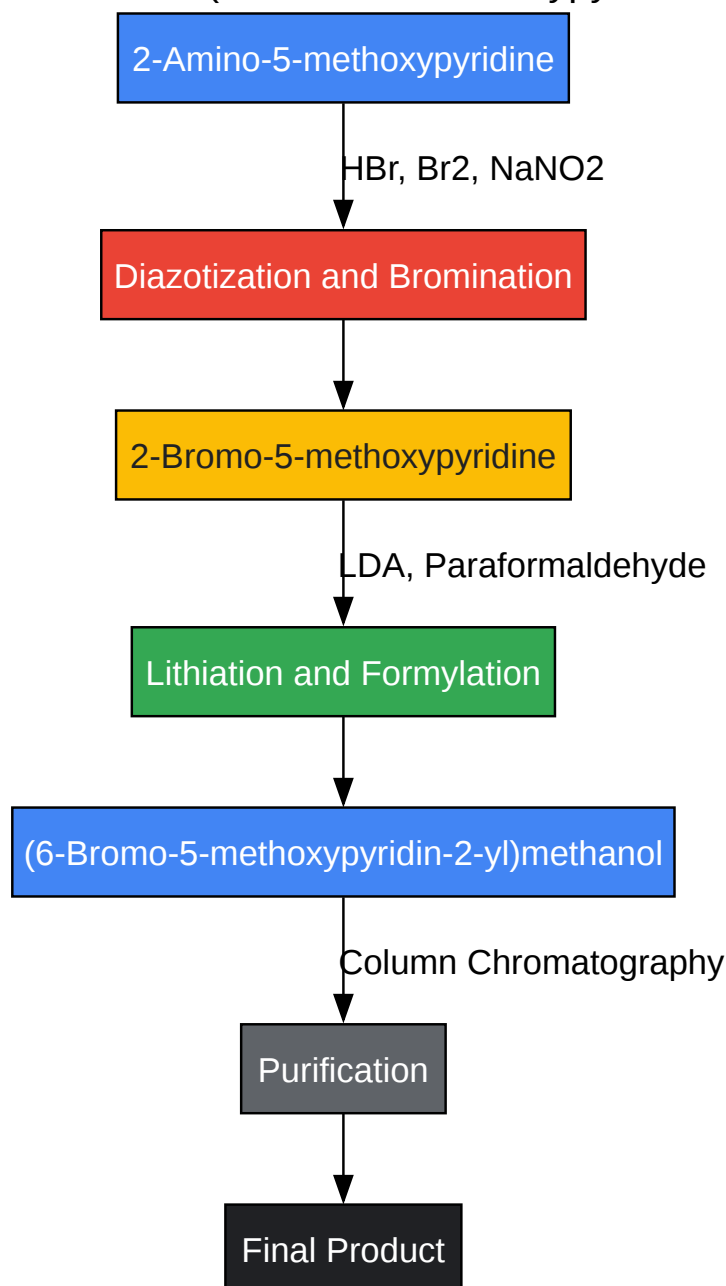 2-Amino-5-methoxypyridine
HBr, Br2, NaNO2
Diazotization and Bromination
2-Bromo-5-methoxypyridine
LDA, Paraformaldehyde
Lithiation and Formylation
(6-Bromo-5-methoxypyridin-2-yl)methanol
Column Chromatography
Purification
Final Product